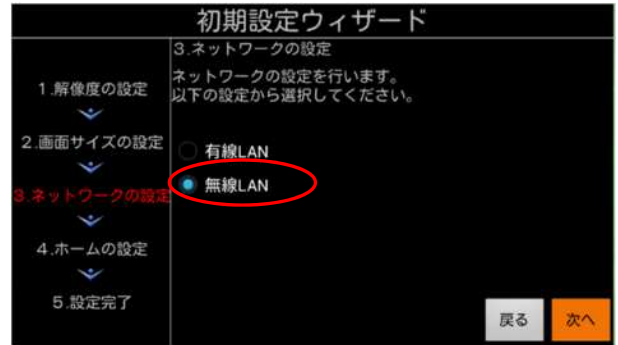 初期設定ウィザード
3.ネットワークの設定
ネットワークの設定を行います。
以下の設定から選択してください。
1.解像度の設定
2.画面サイズの設定
3.ネットワークの設定
4.ホームの設定
5.設定完了
有線LAN
無線LAN
戻る
次へ